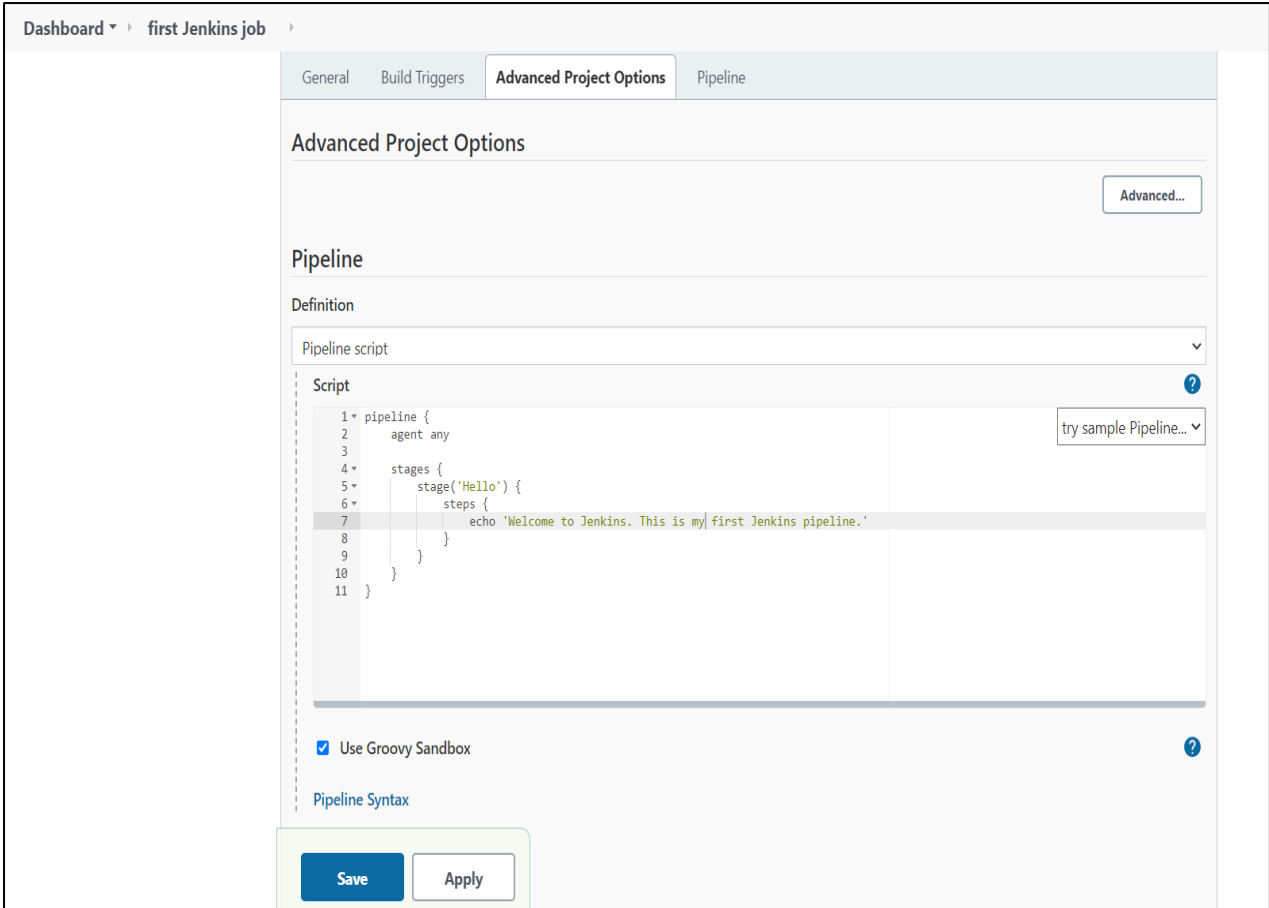 Dashboard first Jenkins job
General Build Triggers Advanced Project Options Pipeline
Advanced Project Options
Advanced...
Pipeline
Definition
Pipeline script
Script
try sample Pipeline...
1 pipeline {
2     agent any
3
4     stages {
5         stage('Hello') {
6             steps {
7                 echo 'Welcome to Jenkins. This is my first Jenkins pipeline.'
8             }
9         }
10     }
11 }
Use Groovy Sandbox
Pipeline Syntax
Save Apply